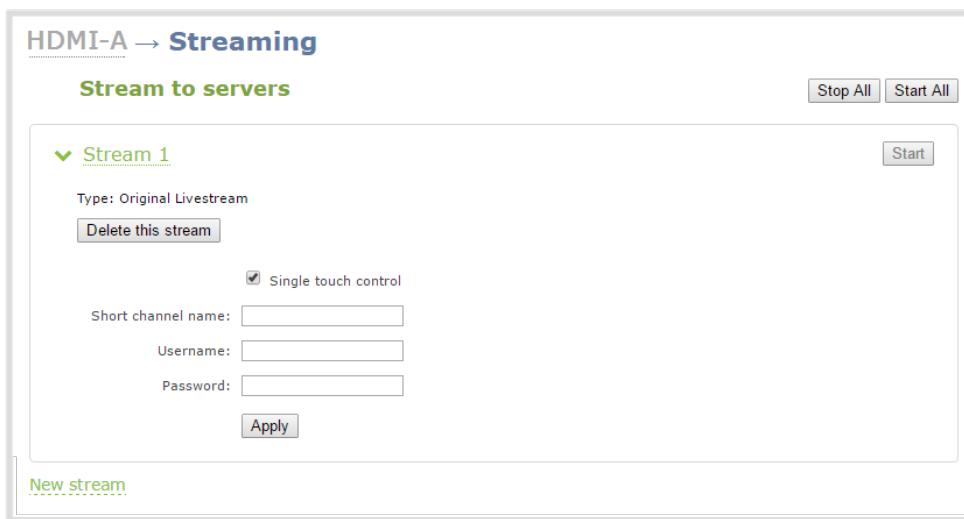 HDMI-A → Streaming
Stream to servers
Stop All Start All
Stream 1
Start
Type: Original Livestream
Delete this stream
Single touch control
Short channel name:
Username:
Password:
Apply
New stream